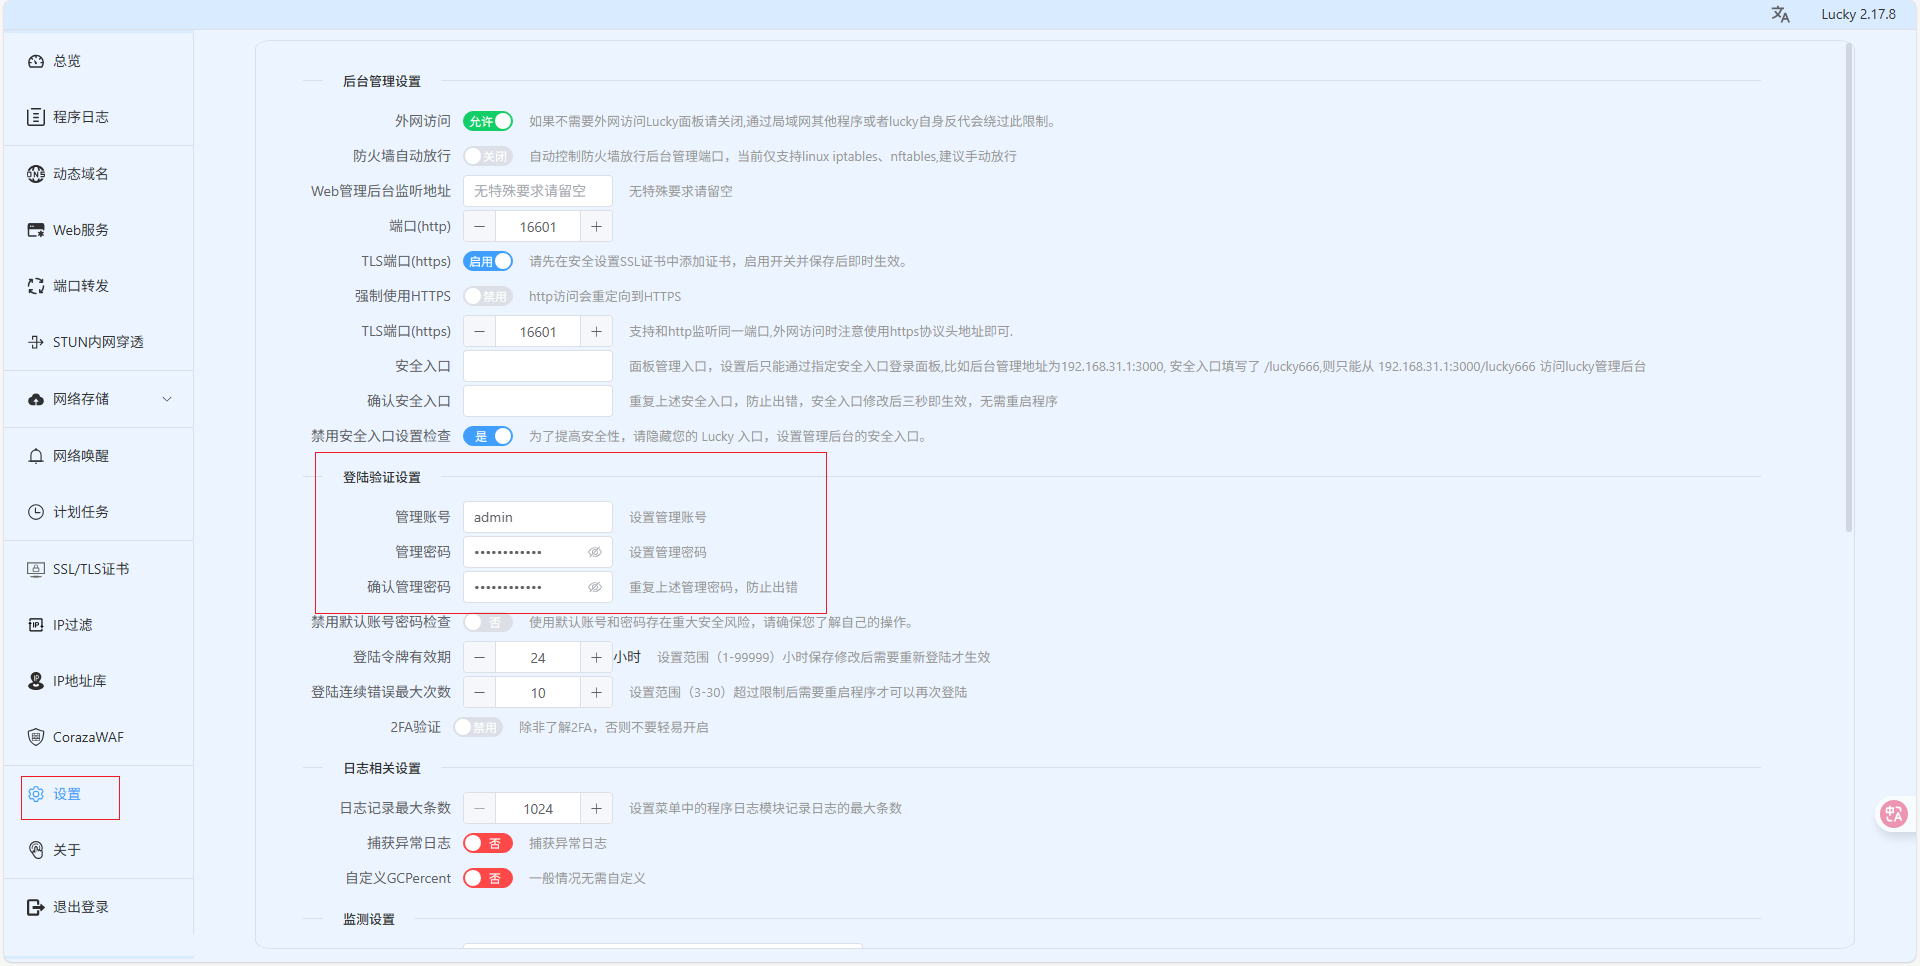 Lucky 2.17.8
总览
程序日志
动态域名
Web服务
端口转发
STUN内网穿透
网络存储
网络唤醒
计划任务
SSL/TLS证书
IP过滤
IP地址库
CorazaWAF
设置
关于
退出登录
后台管理设置
外网访问 允许 如果不需要外网访问Lucky面板请关闭,通过局域网其他程序或者lucky自身反代会绕过此限制。
防火墙自动放行 关闭 自动控制防火墙放行后台管理端口，当前仅支持linux iptables、nftables,建议手动放行
Web管理后台监听地址 无特殊要求请留空 无特殊要求请留空
端口(http) 16601
TLS端口(https) 启用 请先在安全设置SSL证书中添加证书，启用开关并保存后即时生效。
强制使用HTTPS 禁用 http访问会重定向到HTTPS
TLS端口(https) 16601 支持和http监听同一端口,外网访问时注意使用https协议头地址即可.
安全入口 面板管理入口，设置后只能通过指定安全入口登录面板,比如后台管理地址为192.168.31.1:3000, 安全入口填写了 /lucky666,则只能从 192.168.31.1:3000/lucky666 访问lucky管理后台
确认安全入口 重复上述安全入口，防止出错，安全入口修改后三秒即生效，无需重启程序
禁用安全入口设置检查 是 为了提高安全性，请隐藏您的 Lucky 入口，设置管理后台的安全入口。
登陆验证设置
管理账号 admin 设置管理账号
管理密码 •••••••••••• 设置管理密码
确认管理密码 •••••••••••• 重复上述管理密码，防止出错
禁用默认账号密码检查 否 使用默认账号和密码存在重大安全风险，请确保您了解自己的操作。
登陆令牌有效期 24 小时 设置范围（1-99999）小时保存修改后需要重新登陆才生效
登陆连续错误最大次数 10 设置范围（3-30）超过限制后需要重启程序才可以再次登陆
2FA验证 禁用 除非了解2FA，否则不要轻易开启
日志相关设置
日志记录最大条数 1024 设置菜单中的程序日志模块记录日志的最大条数
捕获异常日志 否 捕获异常日志
自定义GCPercent 否 一般情况无需自定义
监测设置